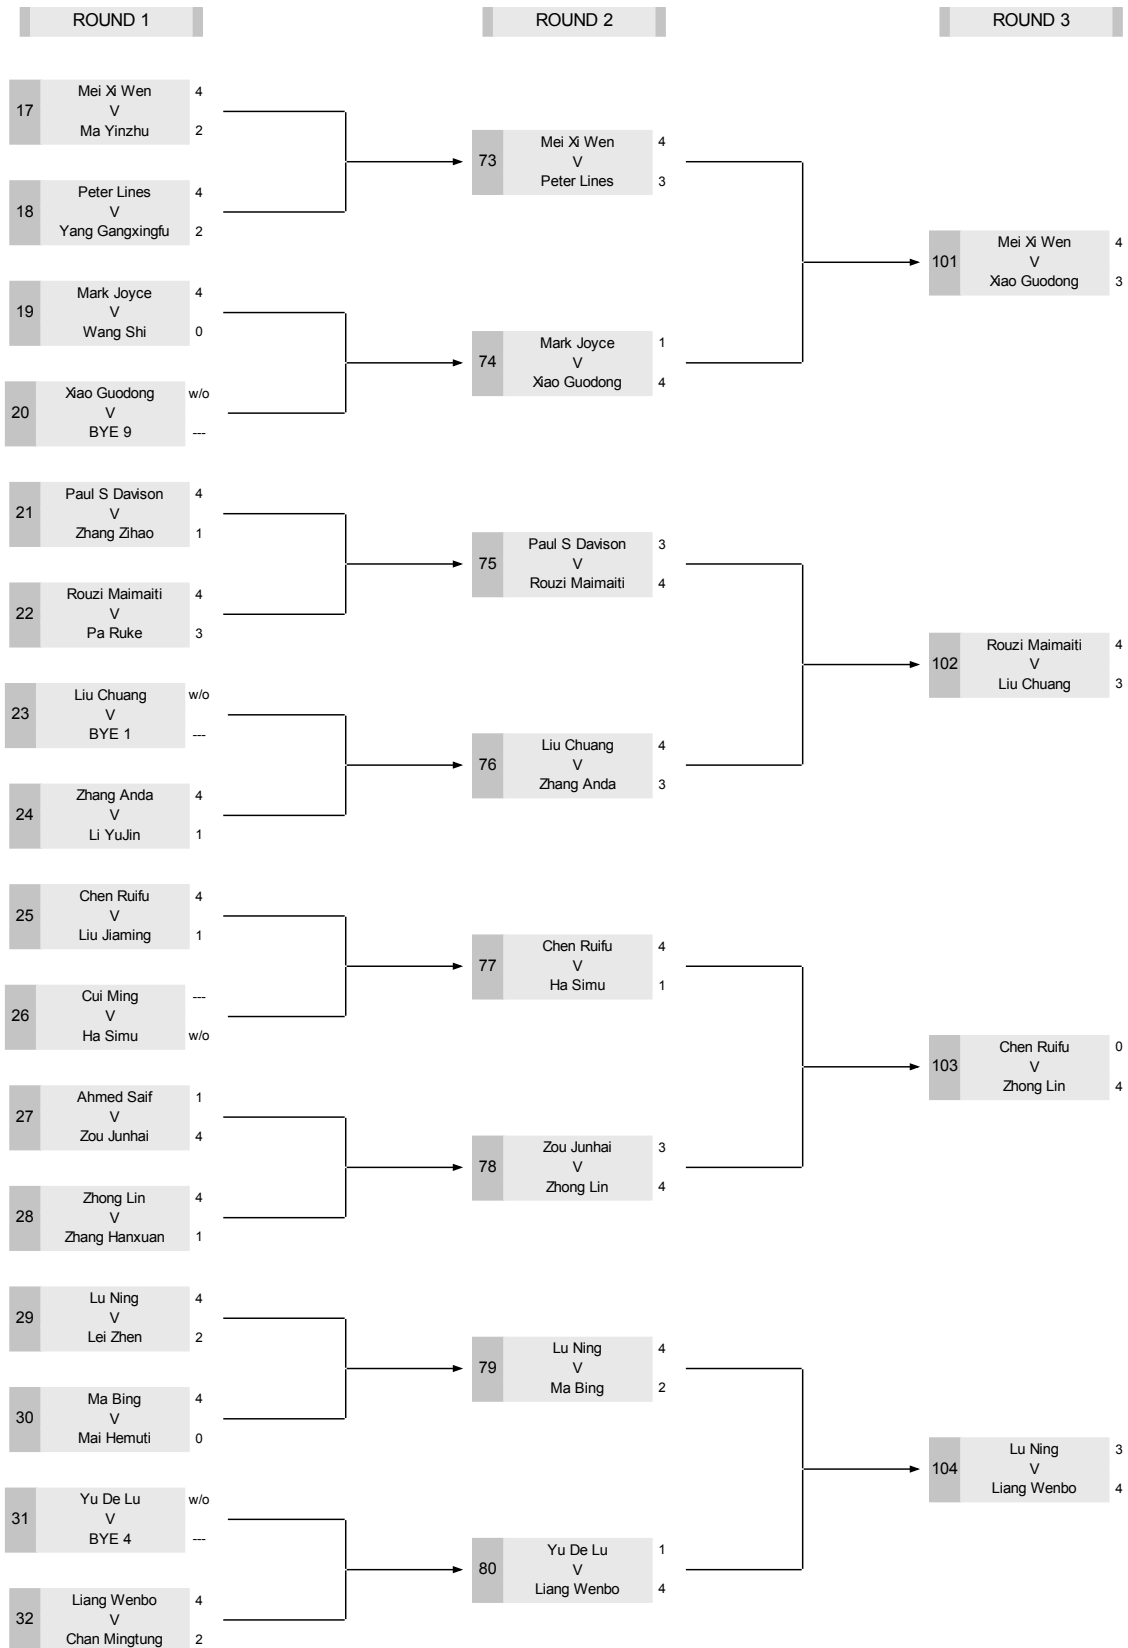 ROUND 1
ROUND 2
ROUND 3
17
Mei Xi Wen 4
V
Ma Yinzhu 2
18
Peter Lines 4
V
Yang Gangxingfu 2
19
Mark Joyce 4
V
Wang Shi 0
20
Xiao Guodong w/o
V
BYE 9 ---
21
Paul S Davison 4
V
Zhang Zihao 1
22
Rouzi Maimaiti 4
V
Pa Ruke 3
23
Liu Chuang w/o
V
BYE 1 ---
24
Zhang Anda 4
V
Li YuJin 1
25
Chen Ruifu 4
V
Liu Jiaming 1
26
Cui Ming ---
V
Ha Simu w/o
27
Ahmed Saif 1
V
Zou Junhai 4
28
Zhong Lin 4
V
Zhang Hanxuan 1
29
Lu Ning 4
V
Lei Zhen 2
30
Ma Bing 4
V
Mai Hemuti 0
31
Yu De Lu w/o
V
BYE 4 ---
32
Liang Wenbo 4
V
Chan Mingtung 2
73
Mei Xi Wen 4
V
Peter Lines 3
74
Mark Joyce 1
V
Xiao Guodong 4
75
Paul S Davison 3
V
Rouzi Maimaiti 4
76
Liu Chuang 4
V
Zhang Anda 3
77
Chen Ruifu 4
V
Ha Simu 1
78
Zou Junhai 3
V
Zhong Lin 4
79
Lu Ning 4
V
Ma Bing 2
80
Yu De Lu 1
V
Liang Wenbo 4
101
Mei Xi Wen 4
V
Xiao Guodong 3
102
Rouzi Maimaiti 4
V
Liu Chuang 3
103
Chen Ruifu 0
V
Zhong Lin 4
104
Lu Ning 3
V
Liang Wenbo 4